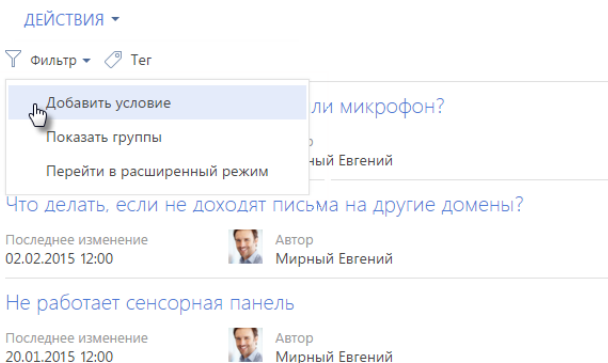 ДЕЙСТВИЯ
Фильтр Тег
Добавить условие
Показать группы
Перейти в расширенный режим
ли микрофон?
ный Евгений
Что делать, если не доходят письма на другие домены?
Последнее изменение Автор
02.02.2015 12:00 Мирный Евгений
Не работает сенсорная панель
Последнее изменение Автор
20.01.2015 12:00 Мирный Евгений